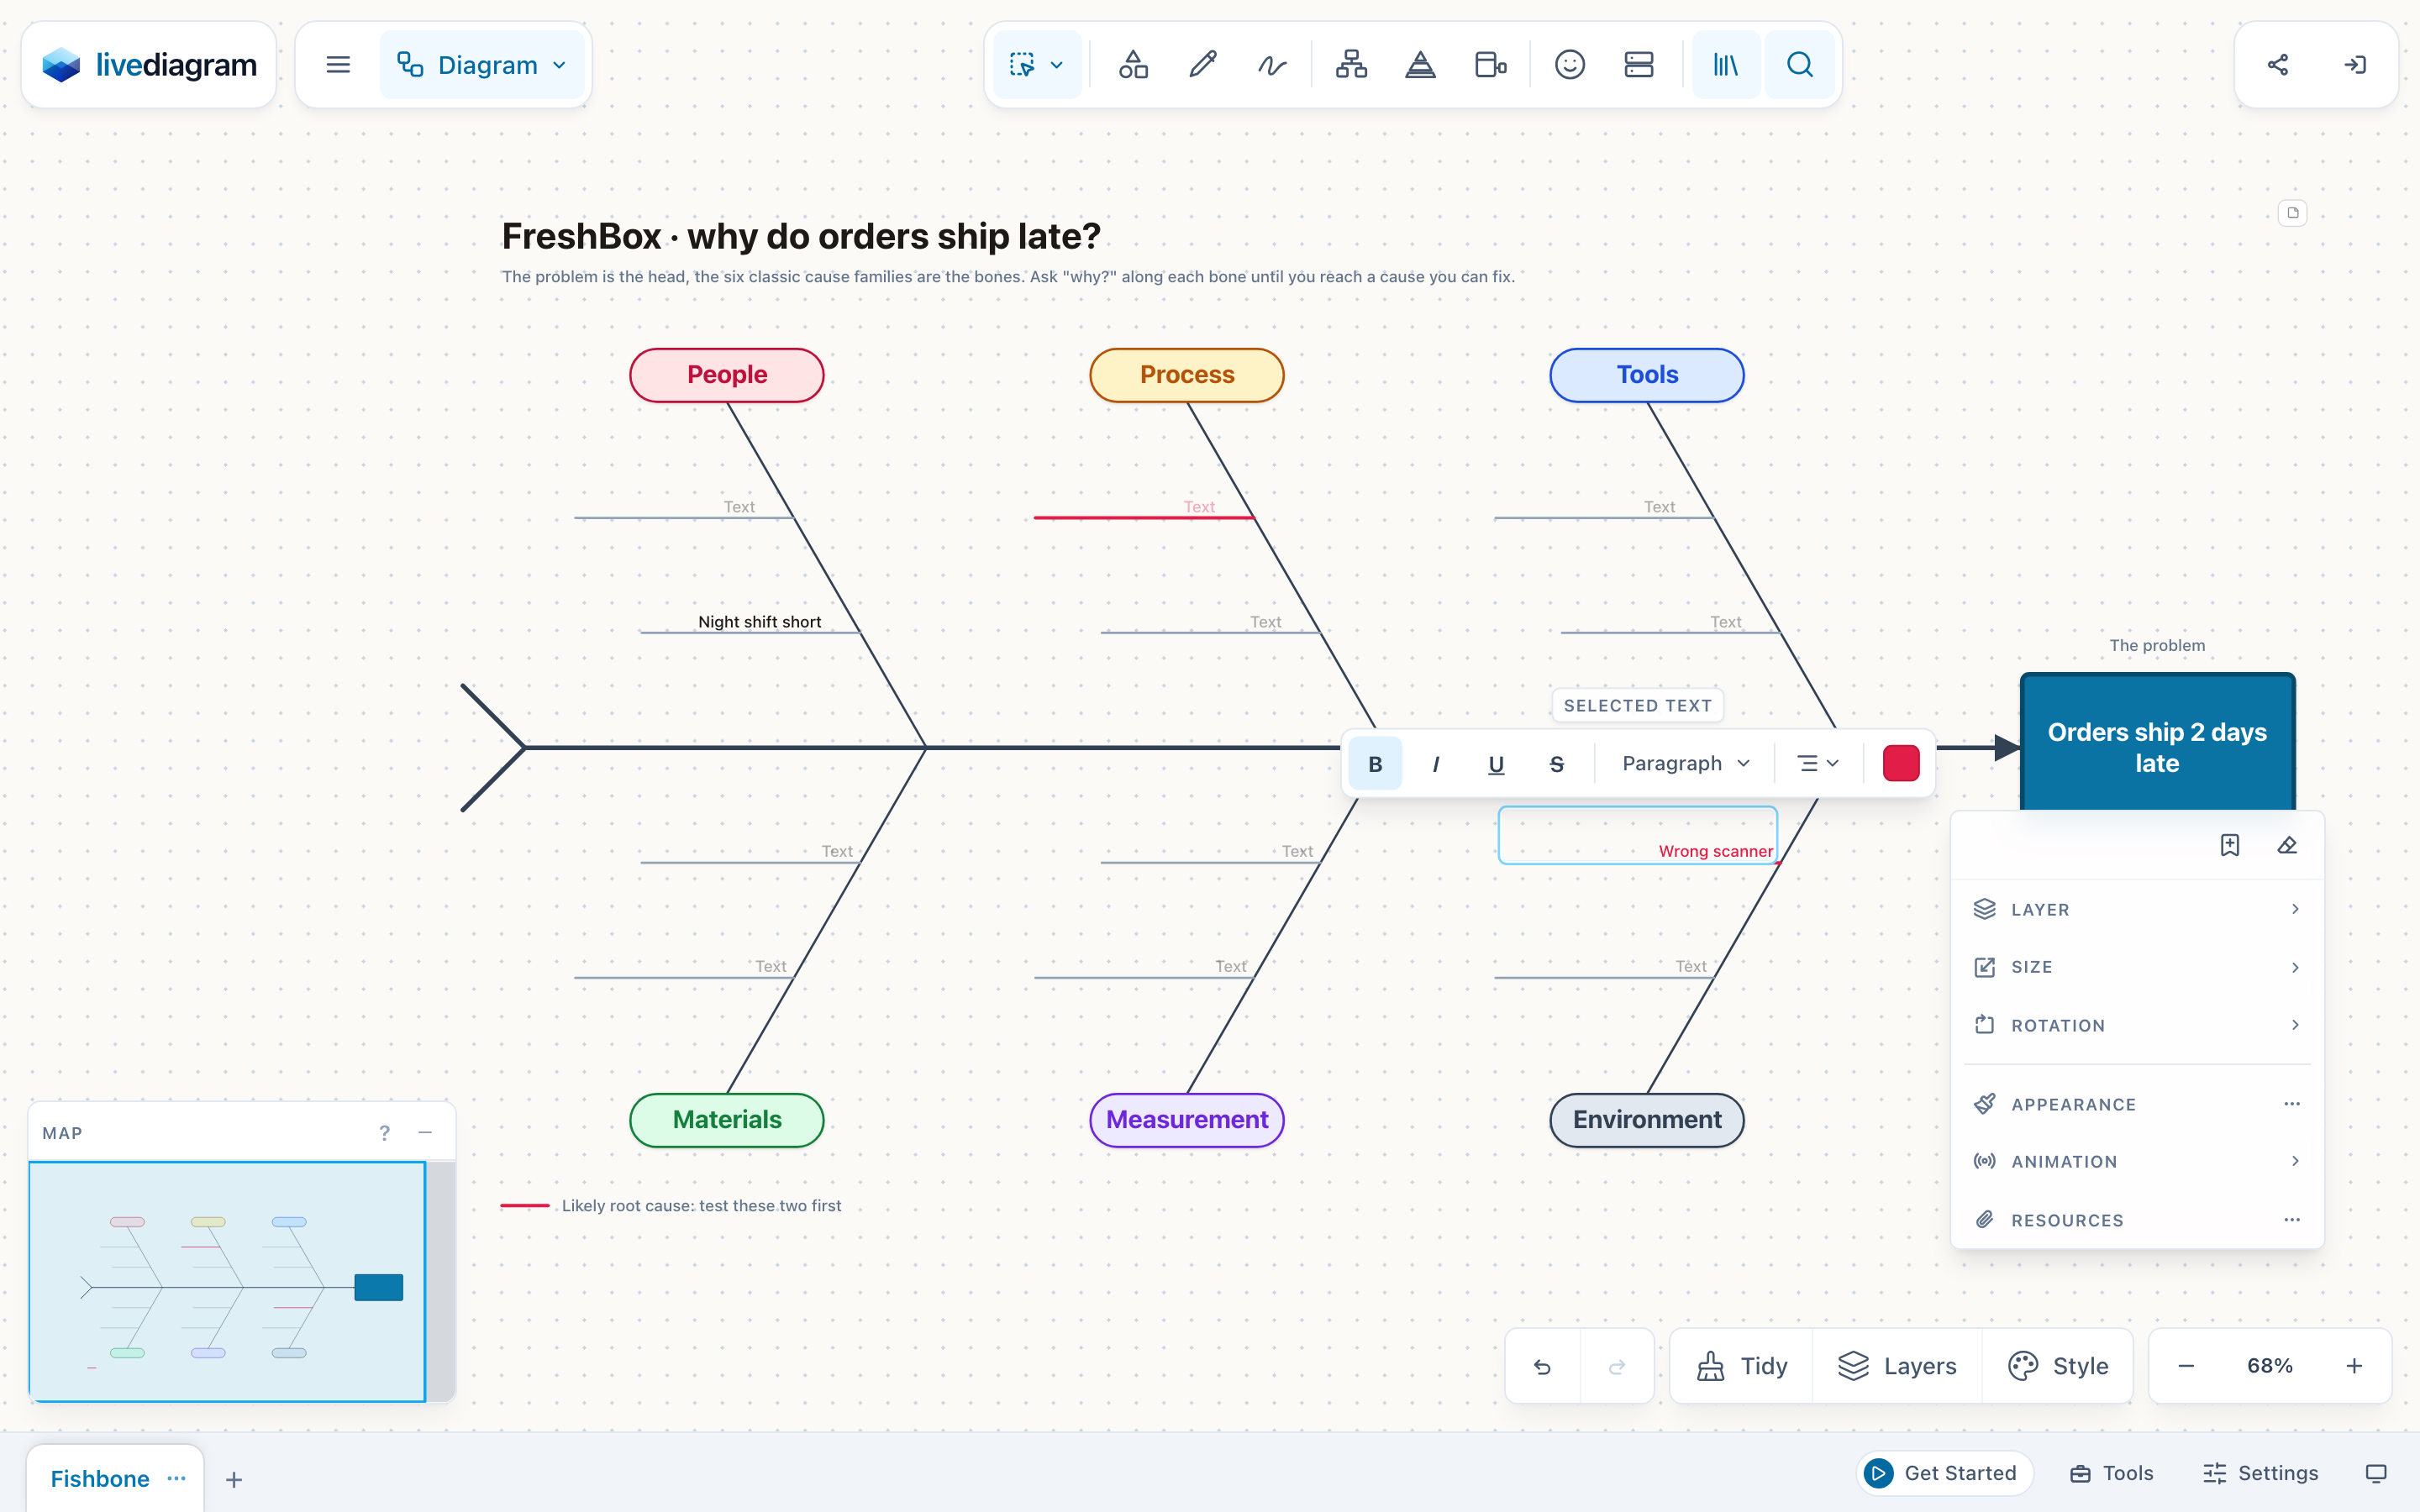 livediagram
Diagram
FreshBox · why do orders ship late?
The problem is the head, the six classic cause families are the bones. Ask "why?" along each bone until you reach a cause you can fix.
People
Process
Tools
Text
Text
Text
Night shift short
Text
Text
The problem
SELECTED TEXT
Orders ship 2 days
late
B I U S Paragraph
Text
Text
Wrong scanner
LAYER
Text
Text
Text
SIZE
ROTATION
APPEARANCE
Materials
Measurement
Environment
MAP ?
ANIMATION
Likely root cause: test these two first
RESOURCES
Tidy
Layers
Style
68%
Fishbone
Get Started
Tools
Settings